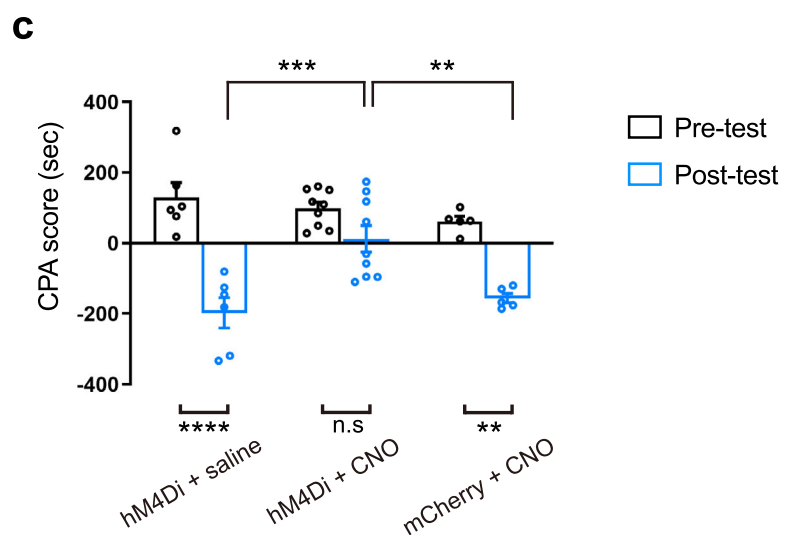 c
*** **
400
200
0
-200
-400
CPA score (sec)
Pre-test
Post-test
**** n.s **
hM4Di + saline
hM4Di + CNO
mCherry + CNO